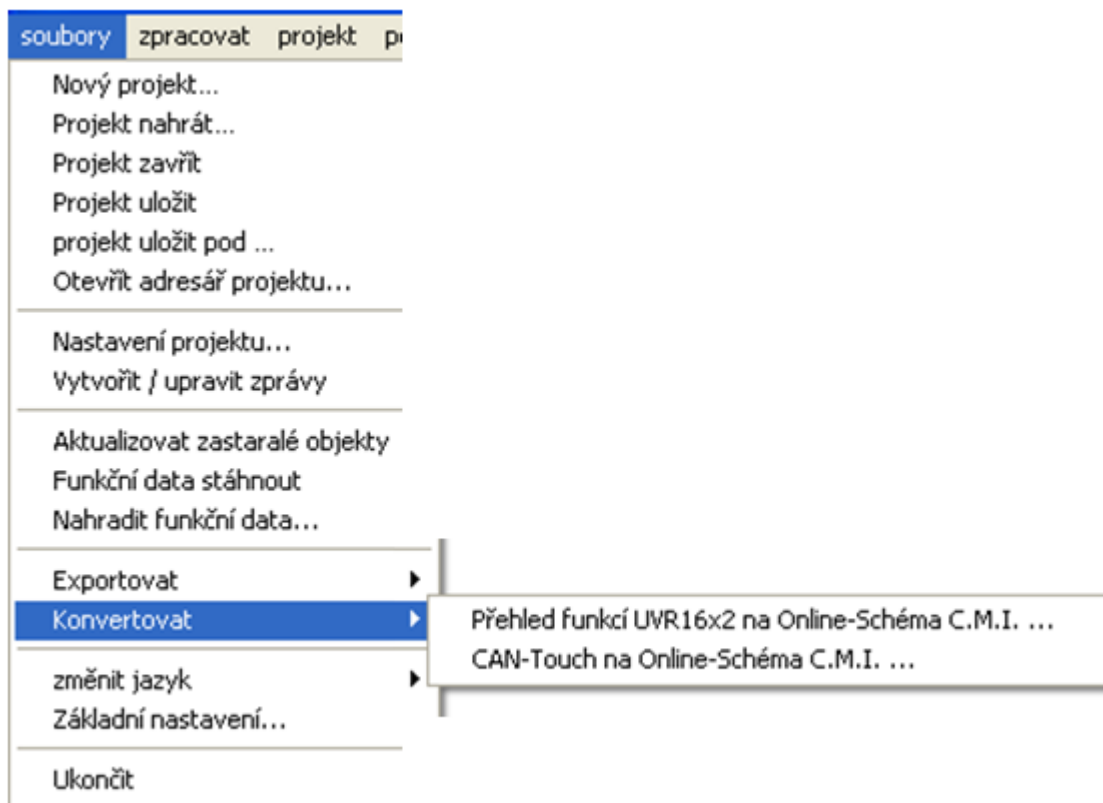 soubory zpracovat projekt
Nový projekt...
Projekt nahrát...
Projekt zavřít
Projekt uložit
projekt uložit pod ...
Otevřít adresář projektu...
Nastavení projektu...
Vytvořit / upravit zprávy
Aktualizovat zastaralé objekty
Funkční data stáhnout
Nahradit funkční data...
Exportovat
Konvertovat
Přehled funkcí UVR16x2 na Online-Schéma C.M.I. ...
CAN-Touch na Online-Schéma C.M.I. ...
změnit jazyk
Základní nastavení...
Ukončit